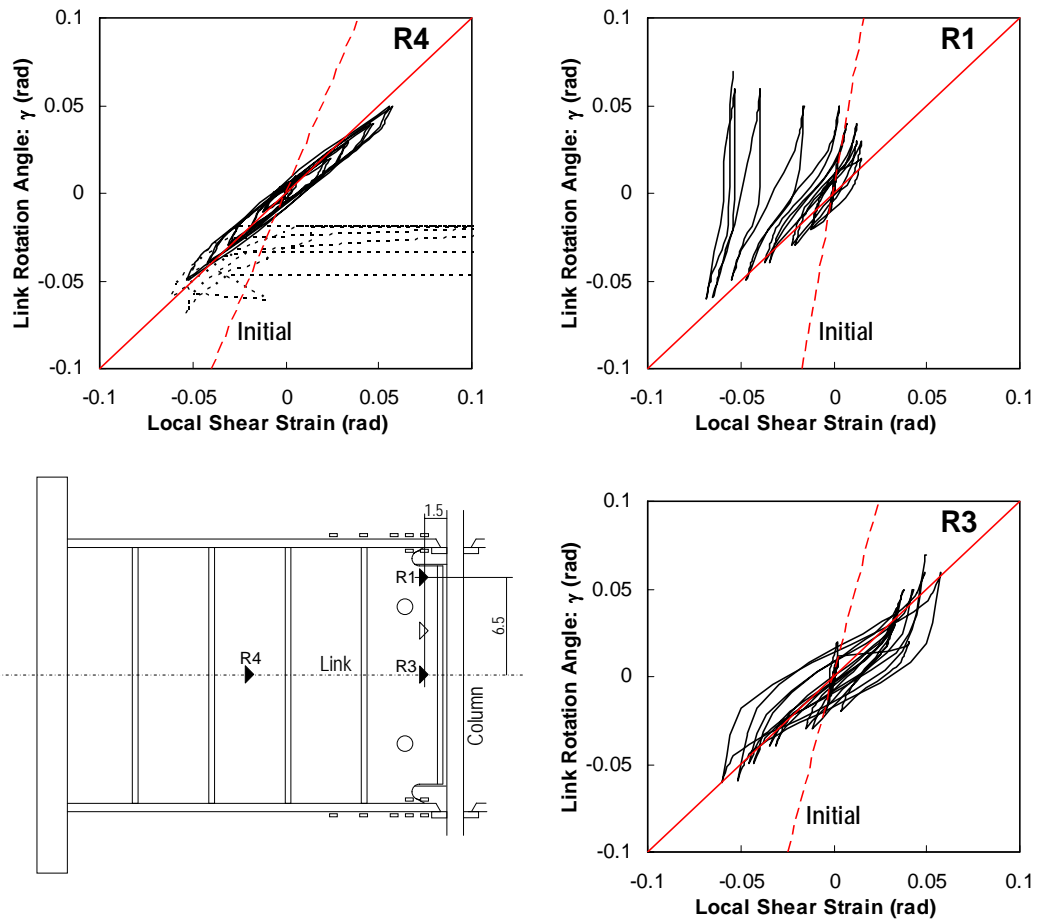 R4
Link Rotation Angle: γ (rad)
0.1
0.05
0
-0.05
-0.1
Initial
-0.1
-0.05
0
0.05
0.1
Local Shear Strain (rad)
R1
Link Rotation Angle: γ (rad)
0.1
0.05
0
-0.05
-0.1
Initial
-0.1
-0.05
0
0.05
0.1
Local Shear Strain (rad)
1.5
R1
6.5
R4
Link
R3
Column
R3
Link Rotation Angle: γ (rad)
0.1
0.05
0
-0.05
-0.1
Initial
-0.1
-0.05
0
0.05
0.1
Local Shear Strain (rad)